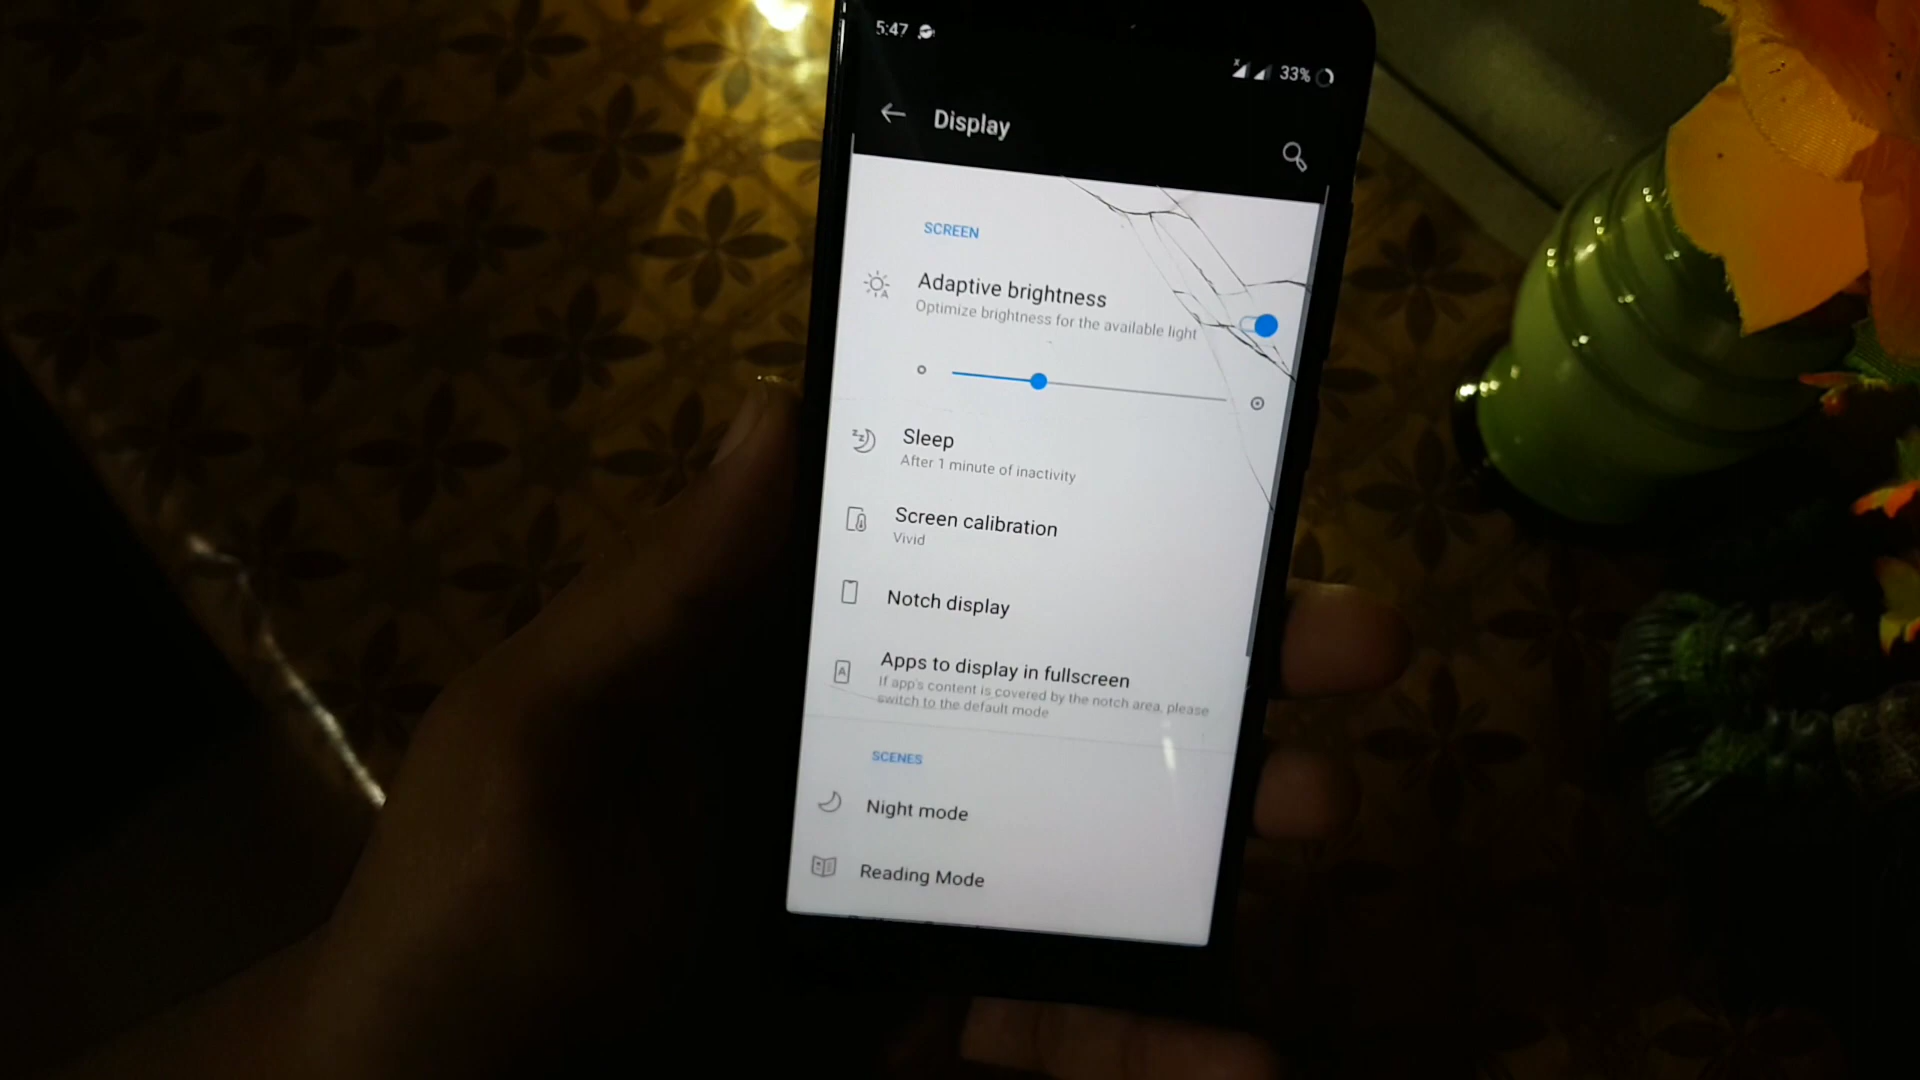 5:47
33%
Display
SCREEN
Adaptive brightness
Optimize brightness for the available light
Sleep
After 1 minute of inactivity
Screen calibration
Vivid
Notch display
Apps to display in fullscreen
If app's content is covered by the notch area, please
switch to the default mode
SCENES
Night mode
Reading Mode